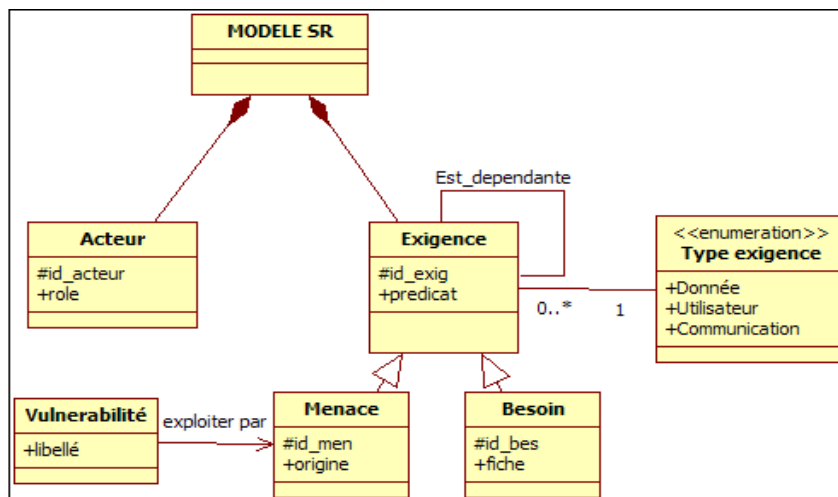 MODELE SR
Est_dependante
Acteur
#id_acteur
+role
Exigence
#id_exig
+predicat
0..*
1
<<enumeration>>
Type exigence
+Donnée
+Utilisateur
+Communication
Vulnerabilité
+libellé
exploiter par
Menace
#id_men
+origine
Besoin
#id_bes
+fiche